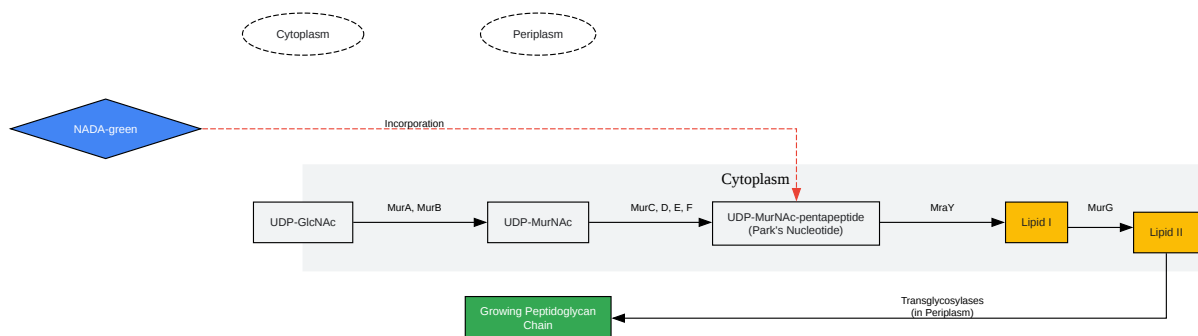 Cytoplasm
Periplasm
NADA-green
Incorporation
Cytoplasm
UDP-GlcNAc
MurA, MurB
UDP-MurNAc
MurC, D, E, F
UDP-MurNAc-pentapeptide
(Park's Nucleotide)
MraY
Lipid I
MurG
Lipid II
Growing Peptidoglycan
Chain
Transglycosylases
(in Periplasm)